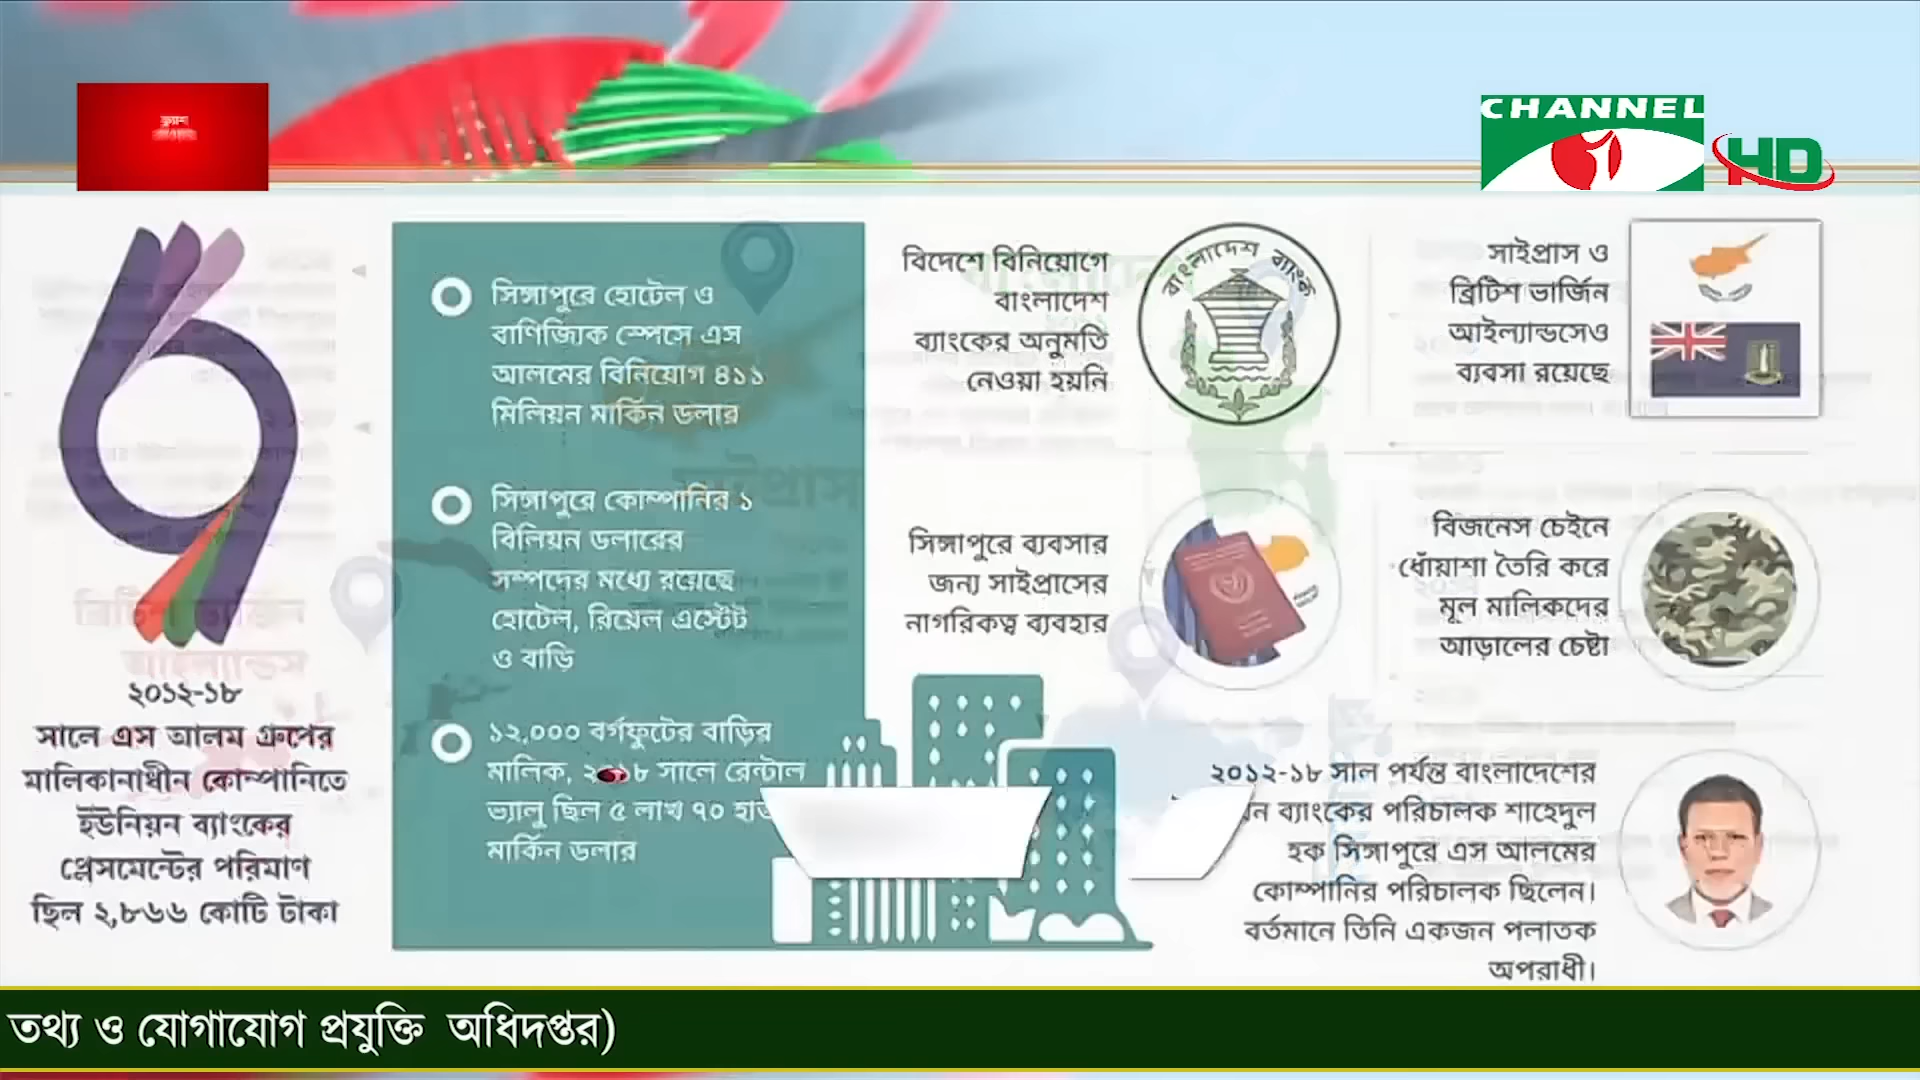 CHANNEL
HD
২০১২-১৮
সালে এস আলম গ্রুপের
মালিকানাধীন কোম্পানিতে
ইউনিয়ন ব্যাংকের
প্লেসমেন্টের পরিমাণ
ছিল ২,৮৬৬ কোটি টাকা
সিঙ্গাপুরে হোটেল ও
বাণিজ্যিক স্পেসে এস
আলমের বিনিয়োগ ৪১১
মিলিয়ন মার্কিন ডলার
সিঙ্গাপুরে কোম্পানির ১
বিলিয়ন ডলারের
সম্পদের মধ্যে রয়েছে
হোটেল, রিয়েল এস্টেট
ও বাড়ি
১২,০০০ বর্গফুটের বাড়ির
মালিক, সালে রেন্টাল
ভ্যালু ছিল ৫ লাখ ৭০
মার্কিন ডলার
বিদেশে বিনিয়োগে
বাংলাদেশ
ব্যাংকের অনুমতি
নেওয়া হয়নি
বাংলাদেশ ব্যাংক
সিঙ্গাপুরে ব্যবসার
জন্য সাইপ্রাসের
নাগরিকত্ব ব্যবহার
সাইপ্রাস ও
ব্রিটিশ ভার্জিন
আইল্যান্ডসেও
ব্যবসা রয়েছে
বিজনেস চেইনে
ধোঁয়াশা তৈরি করে
মূল মালিকদের
আড়ালের চেষ্টা
২০১২-১৮ সাল পর্যন্ত বাংলাদেশের
ব্যাংকের পরিচালক শাহেদুল
হক সিঙ্গাপুরে এস আলমের
কোম্পানির পরিচালক ছিলেন।
বর্তমানে তিনি একজন পলাতক
অপরাধী।
তথ্য ও যোগাযোগ প্রযুক্তি অধিদপ্তর)